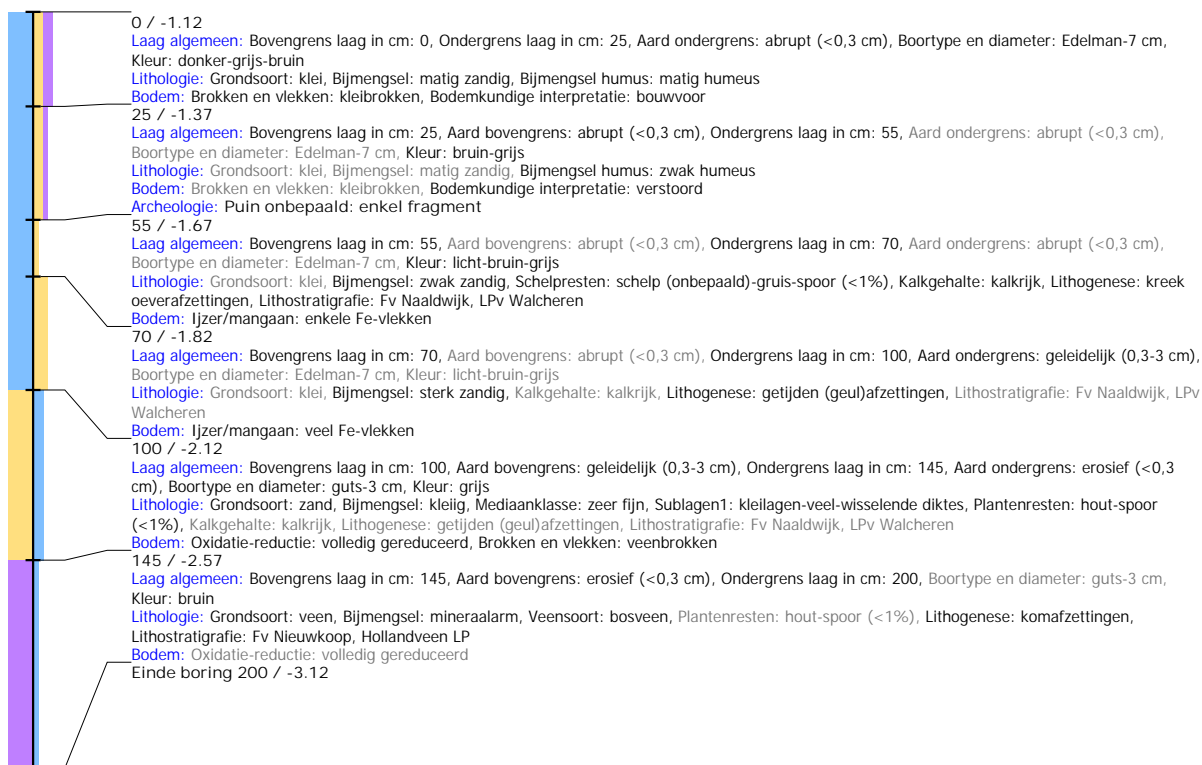 0 / -1.12
Laag algemeen: Bovengrens laag in cm: 0, Ondergrens laag in cm: 25, Aard ondergrens: abrupt (<0,3 cm), Boortype en diameter: Edelman-7 cm,
Kleur: donker-grijs-bruin
Lithologie: Grondsoort: klei, Bijmengsel: matig zandig, Bijmengsel humus: matig humeus
Bodem: Brokken en vlekken: kleibrokken, Bodemkundige interpretatie: bouwvoor
25 / -1.37
Laag algemeen: Bovengrens laag in cm: 25, Aard bovengrens: abrupt (<0,3 cm), Ondergrens laag in cm: 55, Aard ondergrens: abrupt (<0,3 cm),
Boortype en diameter: Edelman-7 cm, Kleur: bruin-grijs
Lithologie: Grondsoort: klei, Bijmengsel: matig zandig, Bijmengsel humus: zwak humeus
Bodem: Brokken en vlekken: kleibrokken, Bodemkundige interpretatie: verstoord
Archeologie: Puin onbepaald: enkel fragment
55 / -1.67
Laag algemeen: Bovengrens laag in cm: 55, Aard bovengrens: abrupt (<0,3 cm), Ondergrens laag in cm: 70, Aard ondergrens: abrupt (<0,3 cm),
Boortype en diameter: Edelman-7 cm, Kleur: licht-bruin-grijs
Lithologie: Grondsoort: klei, Bijmengsel: zwak zandig, Schelpresten: schelp (onbepaald)-gruis-spoor (<1%), Kalkgehalte: kalkrijk, Lithogenese: kreek
oeverafzettingen, Lithostratigrafie: Fv Naaldwijk, LPv Walcheren
Bodem: Ijzer/mangaan: enkele Fe-vlekken
70 / -1.82
Laag algemeen: Bovengrens laag in cm: 70, Aard bovengrens: abrupt (<0,3 cm), Ondergrens laag in cm: 100, Aard ondergrens: geleidelijk (0,3-3 cm),
Boortype en diameter: Edelman-7 cm, Kleur: licht-bruin-grijs
Lithologie: Grondsoort: klei, Bijmengsel: sterk zandig, Kalkgehalte: kalkrijk, Lithogenese: getijden (geul)afzettingen, Lithostratigrafie: Fv Naaldwijk, LPv
Walcheren
Bodem: Ijzer/mangaan: veel Fe-vlekken
100 / -2.12
Laag algemeen: Bovengrens laag in cm: 100, Aard bovengrens: geleidelijk (0,3-3 cm), Ondergrens laag in cm: 145, Aard ondergrens: erosief (<0,3
cm), Boortype en diameter: guts-3 cm, Kleur: grijs
Lithologie: Grondsoort: zand, Bijmengsel: kleiig, Mediaanklasse: zeer fijn, Sublagen1: kleilagen-veel-wisselende diktes, Plantenresten: hout-spoor
(<1%), Kalkgehalte: kalkrijk, Lithogenese: getijden (geul)afzettingen, Lithostratigrafie: Fv Naaldwijk, LPv Walcheren
Bodem: Oxidatie-reductie: volledig gereduceerd, Brokken en vlekken: veenbrokken
145 / -2.57
Laag algemeen: Bovengrens laag in cm: 145, Aard bovengrens: erosief (<0,3 cm), Ondergrens laag in cm: 200, Boortype en diameter: guts-3 cm,
Kleur: bruin
Lithologie: Grondsoort: veen, Bijmengsel: mineraalarm, Veensoort: bosveen, Plantenresten: hout-spoor (<1%), Lithogenese: komafzettingen,
Lithostratigrafie: Fv Nieuwkoop, Hollandveen LP
Bodem: Oxidatie-reductie: volledig gereduceerd
Einde boring 200 / -3.12